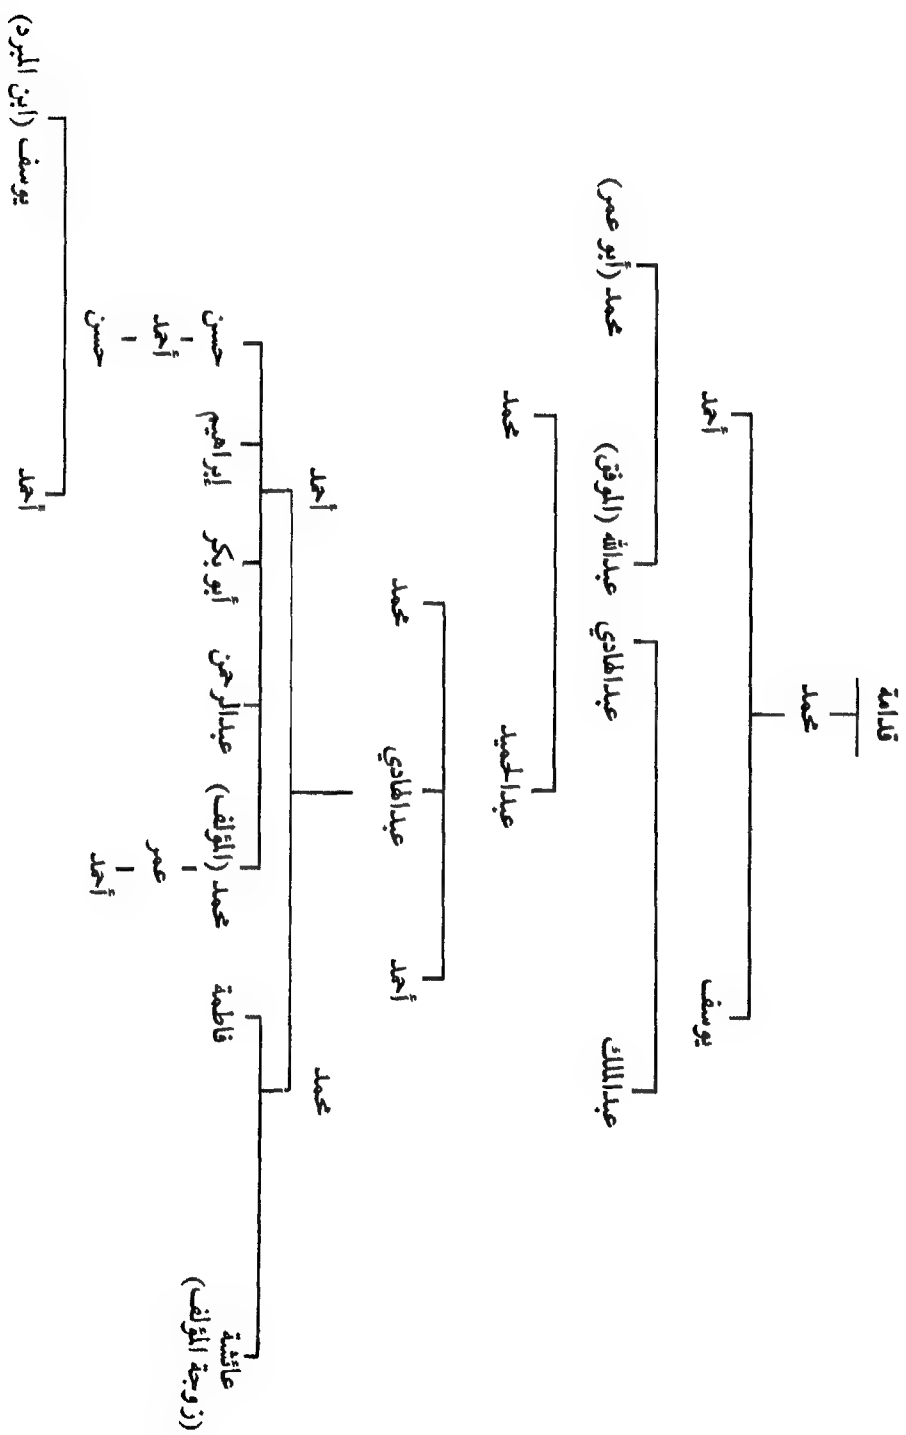 قدامة
محمد
أحمد
يوسف
محمد (أبو عمر)
عبدالله (الموفق)
عبدالهادي
عبدالملك
محمد
عبدالحميد
محمد
عبدالهادي
أحمد
أحمد
محمد
حسن
إبراهيم
أبو بكر
عبدالرحمن
محمد (المؤلف)
فاطمة
عائشة
(زوجة المؤلف)
أحمد
عمر
حسن
أحمد
يوسف (ابن المبرد)
أحمد